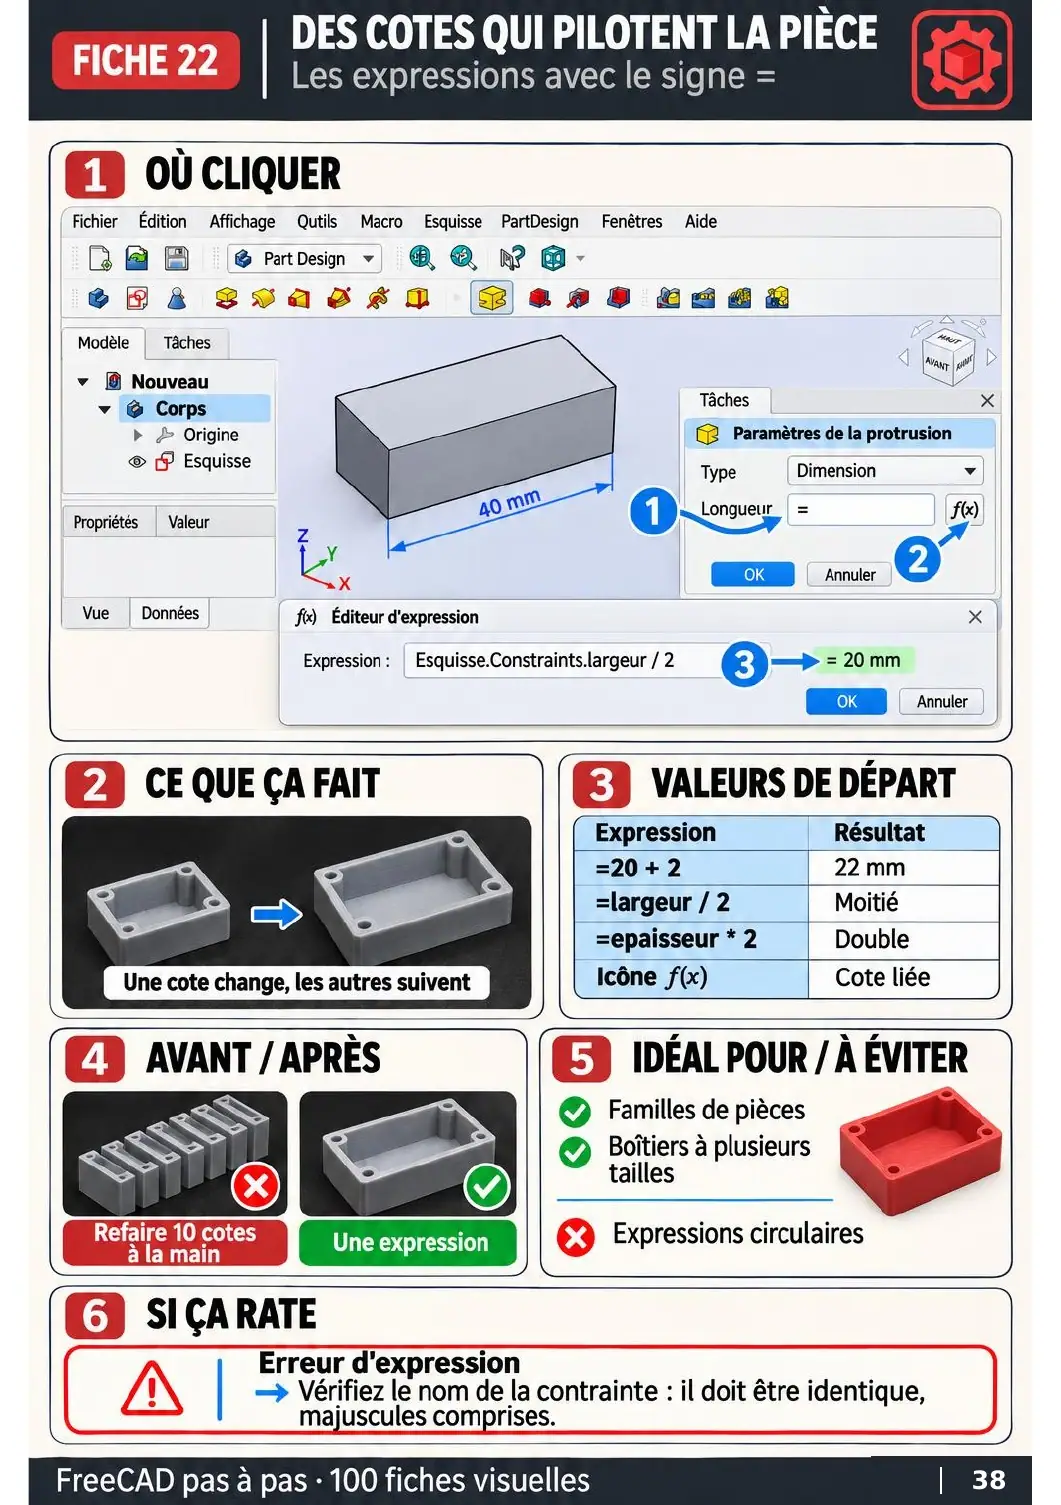 FICHE 22
DES COTES QUI PILOTENT LA PIÈCE
Les expressions avec le signe =
1 OÙ CLIQUER
Fichier Édition Affichage Outils Macro Esquisse PartDesign Fenêtres Aide
Part Design
Modèle Tâches
Nouveau
Corps
Origine
Esquisse
Propriétés Valeur
Vue Données
40 mm
Z
Y
X
HAUT
AVANT
Tâches
Paramètres de la protrusion
Type Dimension
1 Longueur = f(x)
2
OK Annuler
f(x) Éditeur d'expression
Expression : Esquisse.Constraints.largeur / 2 3 = 20 mm
OK Annuler
2 CE QUE ÇA FAIT
Une cote change, les autres suivent
3 VALEURS DE DÉPART
Expression Résultat
=20 + 2 22 mm
=largeur / 2 Moitié
=epaisseur * 2 Double
Icône f(x) Cote liée
4 AVANT / APRÈS
Refaire 10 cotes
à la main
Une expression
5 IDÉAL POUR / À ÉVITER
Familles de pièces
Boîtiers à plusieurs
tailles
Expressions circulaires
6 SI ÇA RATE
Erreur d'expression
→ Vérifiez le nom de la contrainte : il doit être identique,
majuscules comprises.
FreeCAD pas à pas · 100 fiches visuelles | 38